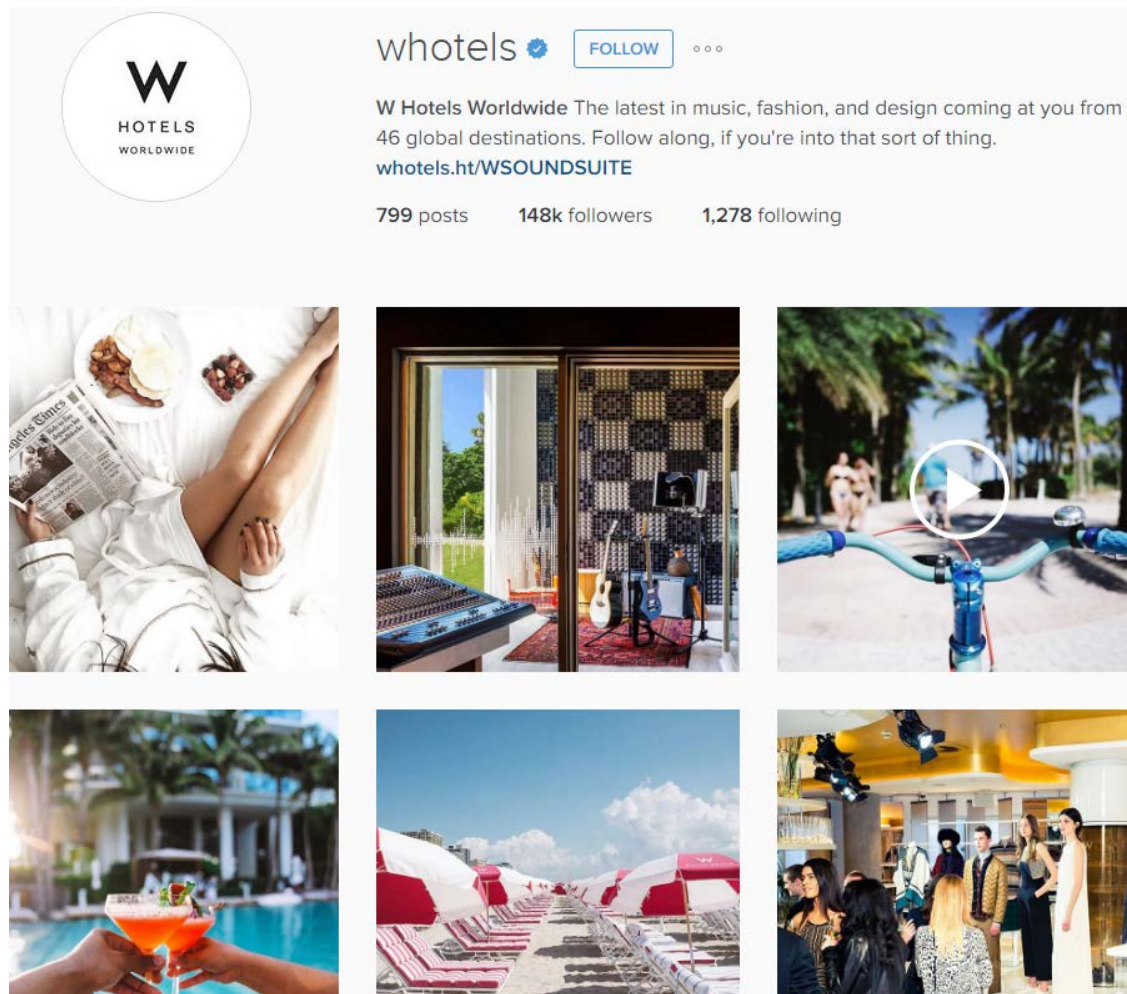 W
HOTELS
WORLDWIDE
whotels
FOLLOW
W Hotels Worldwide The latest in music, fashion, and design coming at you from
46 global destinations. Follow along, if you're into that sort of thing.
whotels.ht/WSOUNDSUITE
799 posts 148k followers 1,278 following
geles Times
W